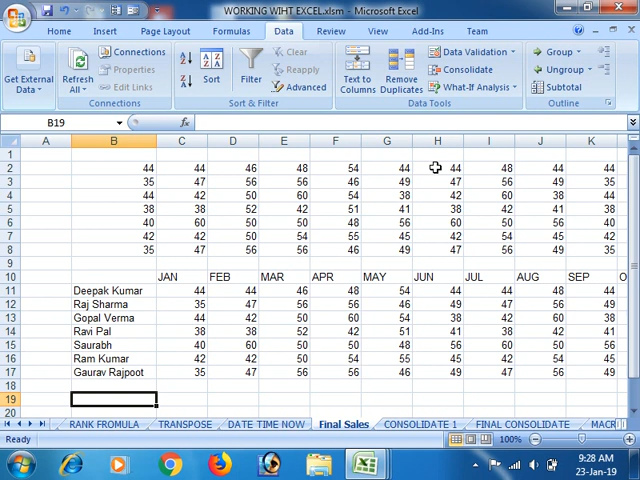 WORKING WIHT EXCEL.xlsm - Microsoft Excel
Home Insert Page Layout Formulas Data Review View Add-Ins Team
Get External Data Refresh All Connections Properties Edit Links Sort Filter Clear Reapply Advanced Text to Columns Remove Duplicates Data Validation Consolidate What-If Analysis Group Ungroup Subtotal
Connections Sort & Filter Data Tools Outline
B19 fx
A B C D E F G H I J K
1
2 44 44 46 48 54 44 44 48 44 44
3 35 47 56 56 46 49 47 56 49 35
4 44 42 50 60 54 38 42 60 38 44
5 38 38 52 42 51 41 38 42 41 38
6 40 60 50 50 48 56 60 50 56 40
7 42 42 50 54 55 45 42 54 45 42
8 35 47 56 56 46 49 47 56 49 35
9
10 JAN FEB MAR APR MAY JUN JUL AUG SEP O
11 Deepak Kumar 44 44 46 48 54 44 44 48 44
12 Raj Sharma 35 47 56 56 46 49 47 56 49
13 Gopal Verma 44 42 50 60 54 38 42 60 38
14 Ravi Pal 38 38 52 42 51 41 38 42 41
15 Saurabh 40 60 50 50 48 56 60 50 56
16 Ram Kumar 42 42 50 54 55 45 42 54 45
17 Gaurav Rajpoot 35 47 56 56 46 49 47 56 49
18
19
20
RANK FROMULA TRANSPOSE DATE TIME NOW Final Sales CONSOLIDATE 1 FINAL CONSOLIDATE MACR
Ready 100%
9:28 AM
23-Jan-19